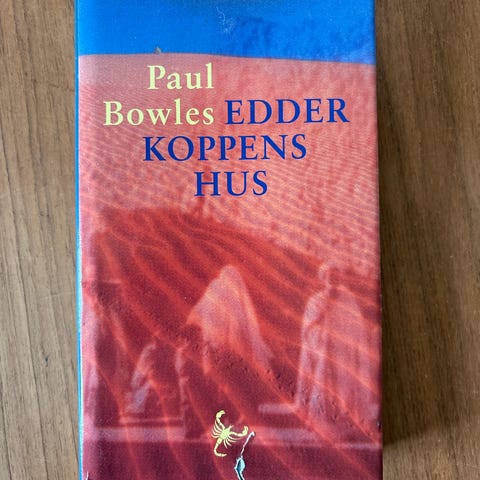 Paul
Bowles EDDER
KOPPENS
HUS